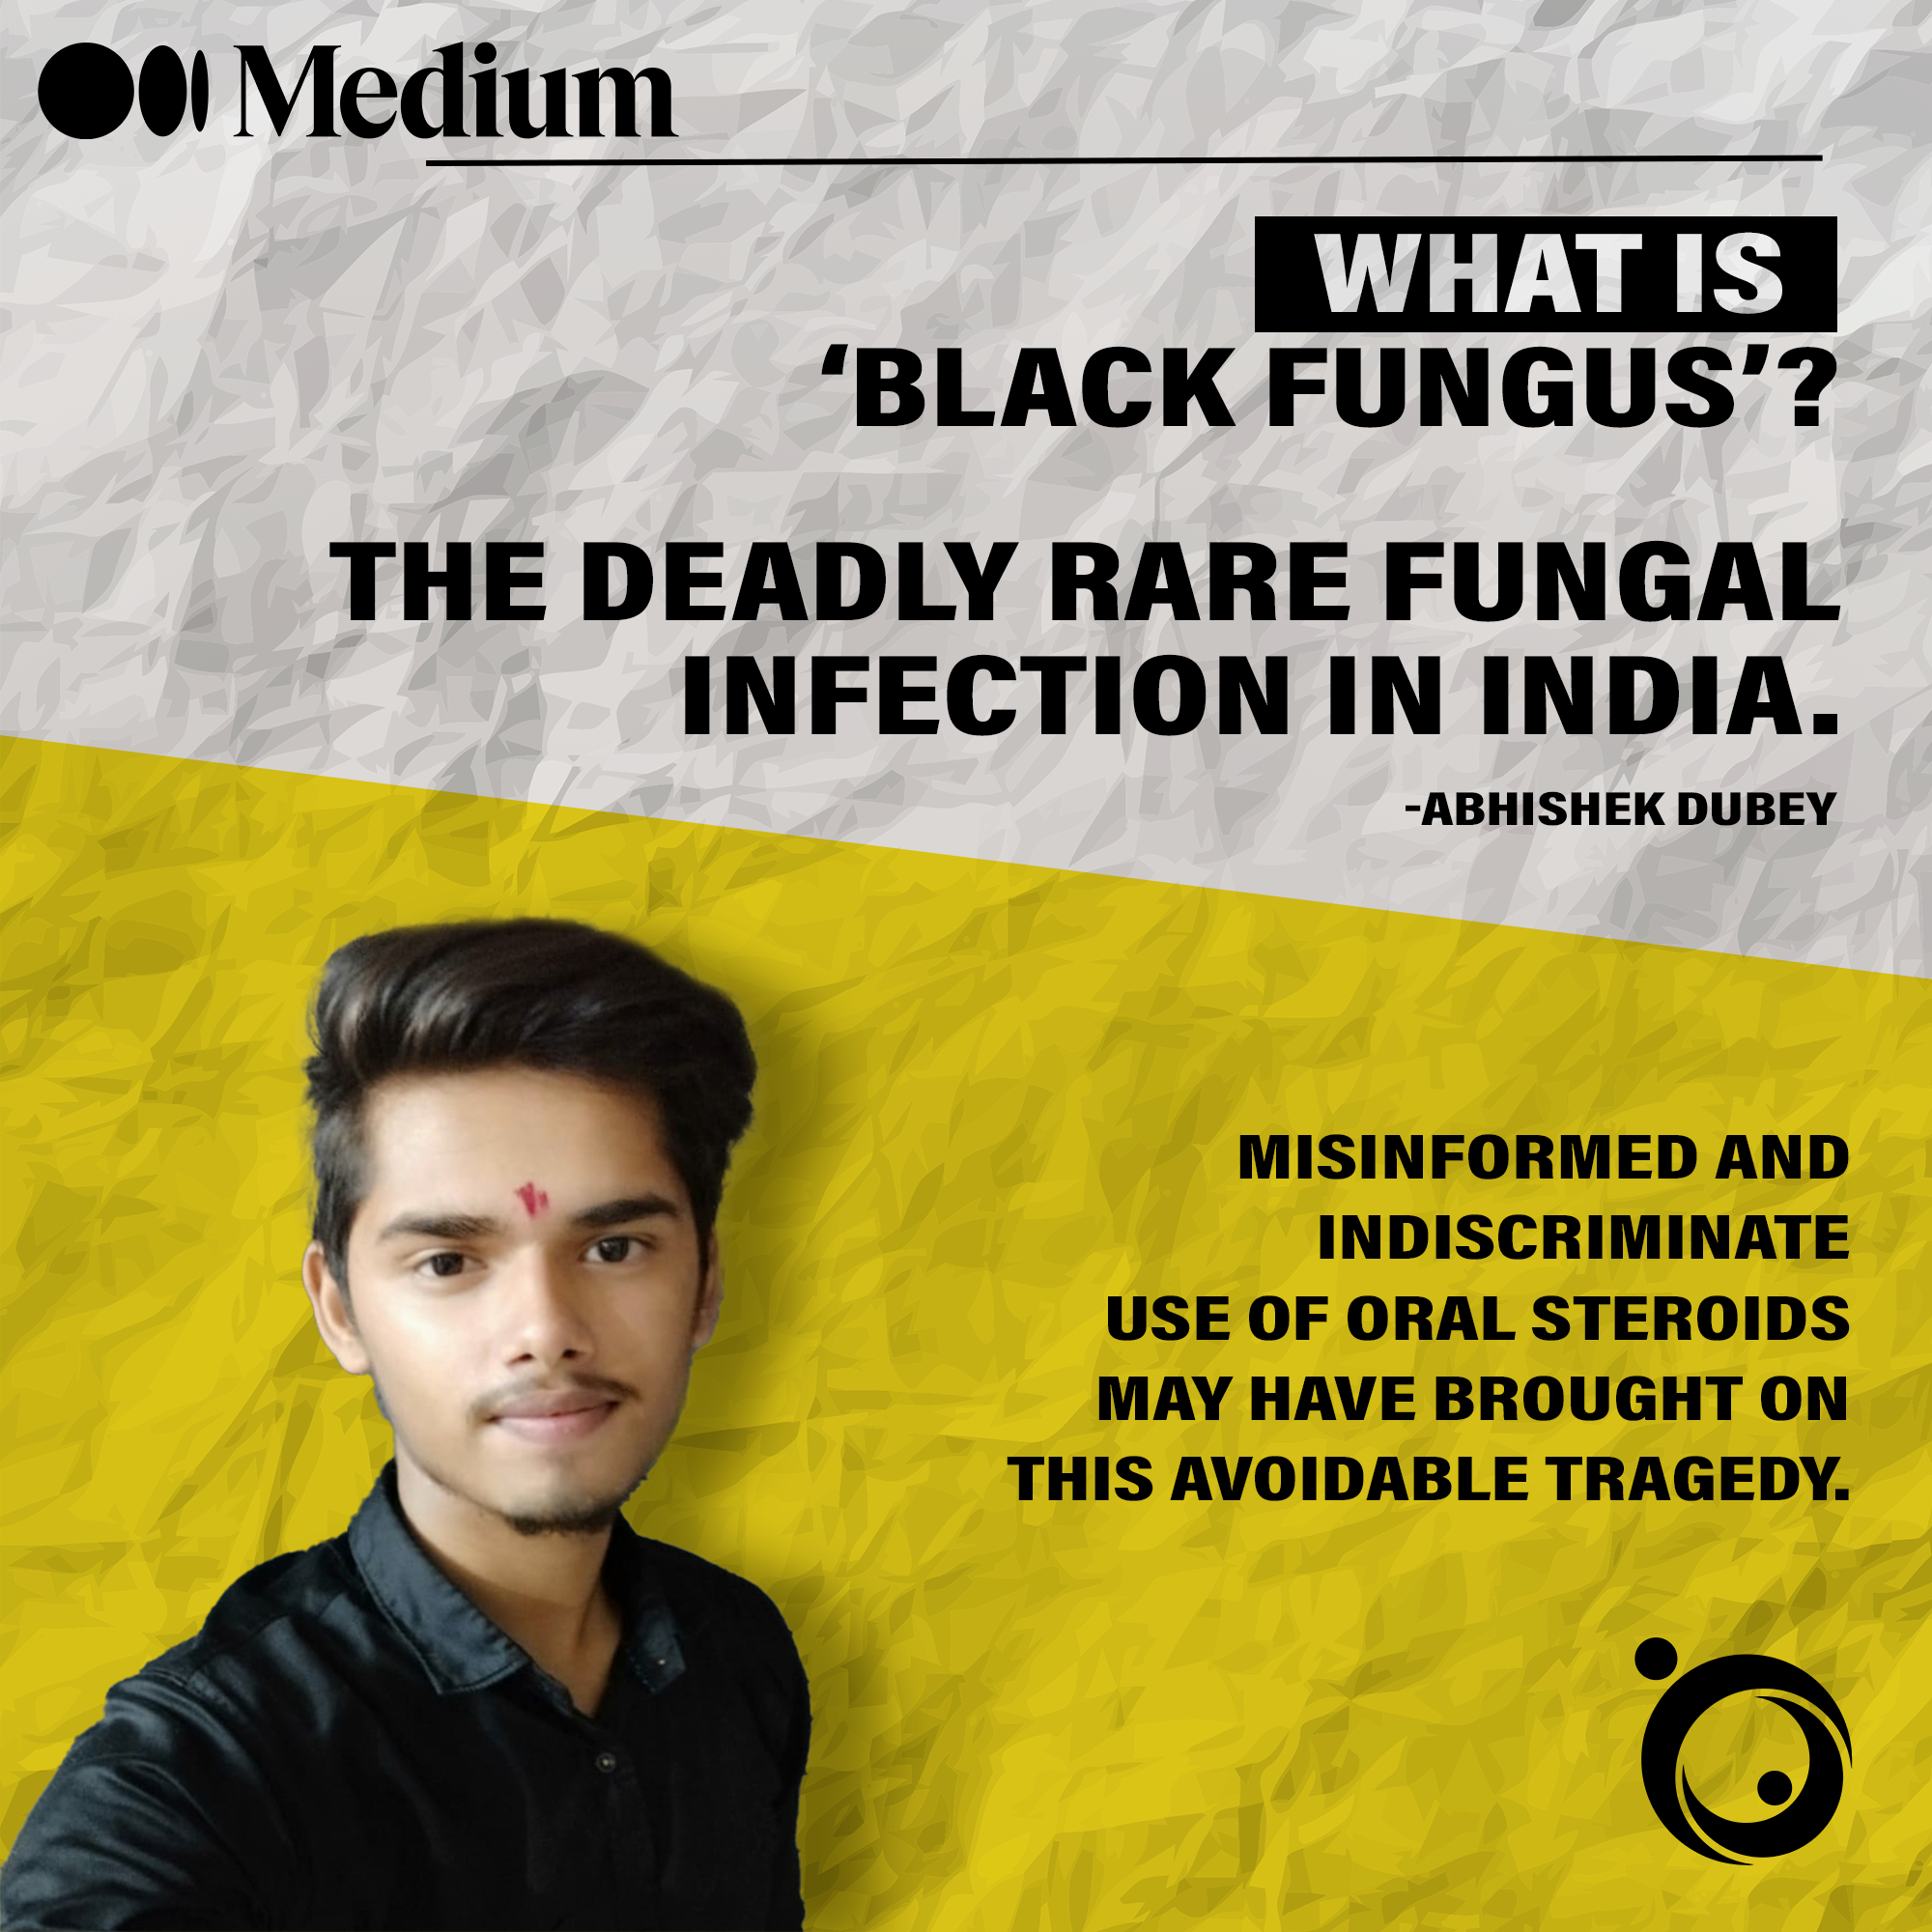 Medium
WHAT IS
‘BLACK FUNGUS’?
THE DEADLY RARE FUNGAL
INFECTION IN INDIA.
-ABHISHEK DUBEY
MISINFORMED AND
INDISCRIMINATE
USE OF ORAL STEROIDS
MAY HAVE BROUGHT ON
THIS AVOIDABLE TRAGEDY.